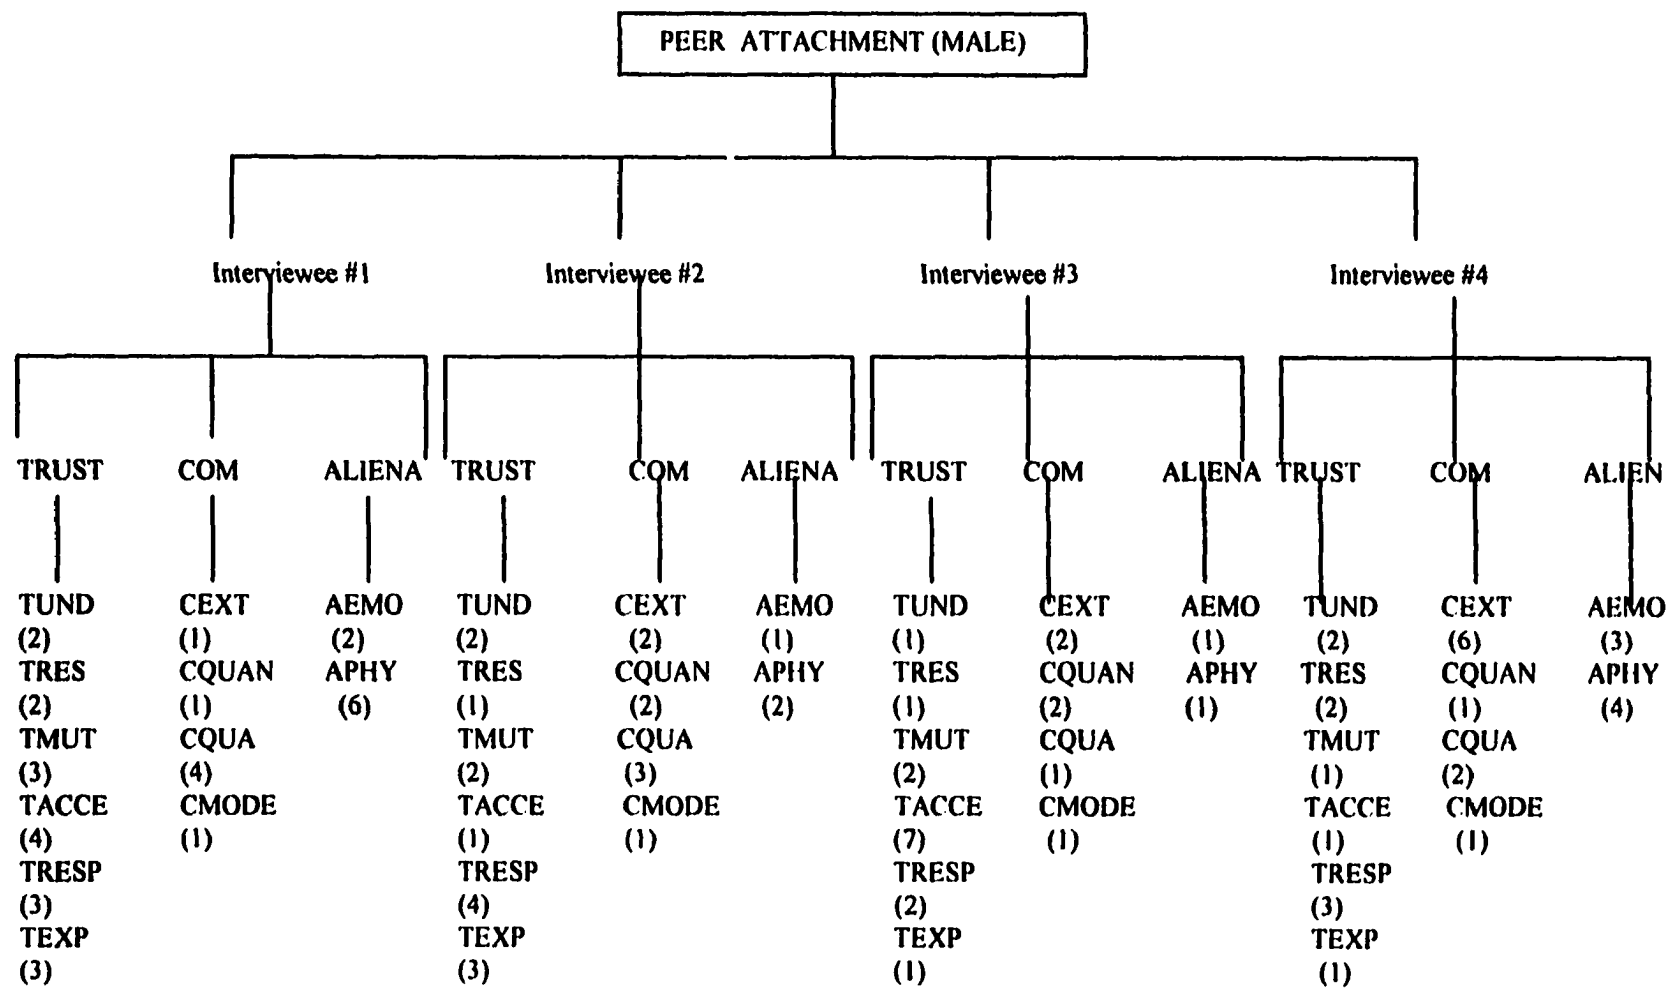 PEER ATTACHMENT (MALE)
Interviewee #1 Interviewee #2 Interviewee #3 Interviewee #4
TRUST COM ALIENA TRUST COM ALIENA TRUST COM ALIENA TRUST COM ALIEN
TUND CEXT AEMO TUND CEXT AEMO TUND CEXT AEMO TUND CEXT AEMO
(2) (1) (2) (2) (2) (1) (1) (2) (1) (2) (6) (3)
TRES CQUAN APHY TRES CQUAN APHY TRES CQUAN APHY TRES CQUAN APHY
(2) (1) (6) (1) (2) (2) (1) (2) (1) (2) (1) (4)
TMUT CQUA TMUT CQUA TMUT CQUA TMUT CQUA
(3) (4) (2) (3) (2) (1) (1) (2)
TACCE CMODE TACCE CMODE TACCE CMODE TACCE CMODE
(4) (1) (1) (1) (7) (1) (1) (1)
TRESP TRESP TRESP TRESP
(3) (4) (2) (3)
TEXP TEXP TEXP TEXP
(3) (3) (1) (1)